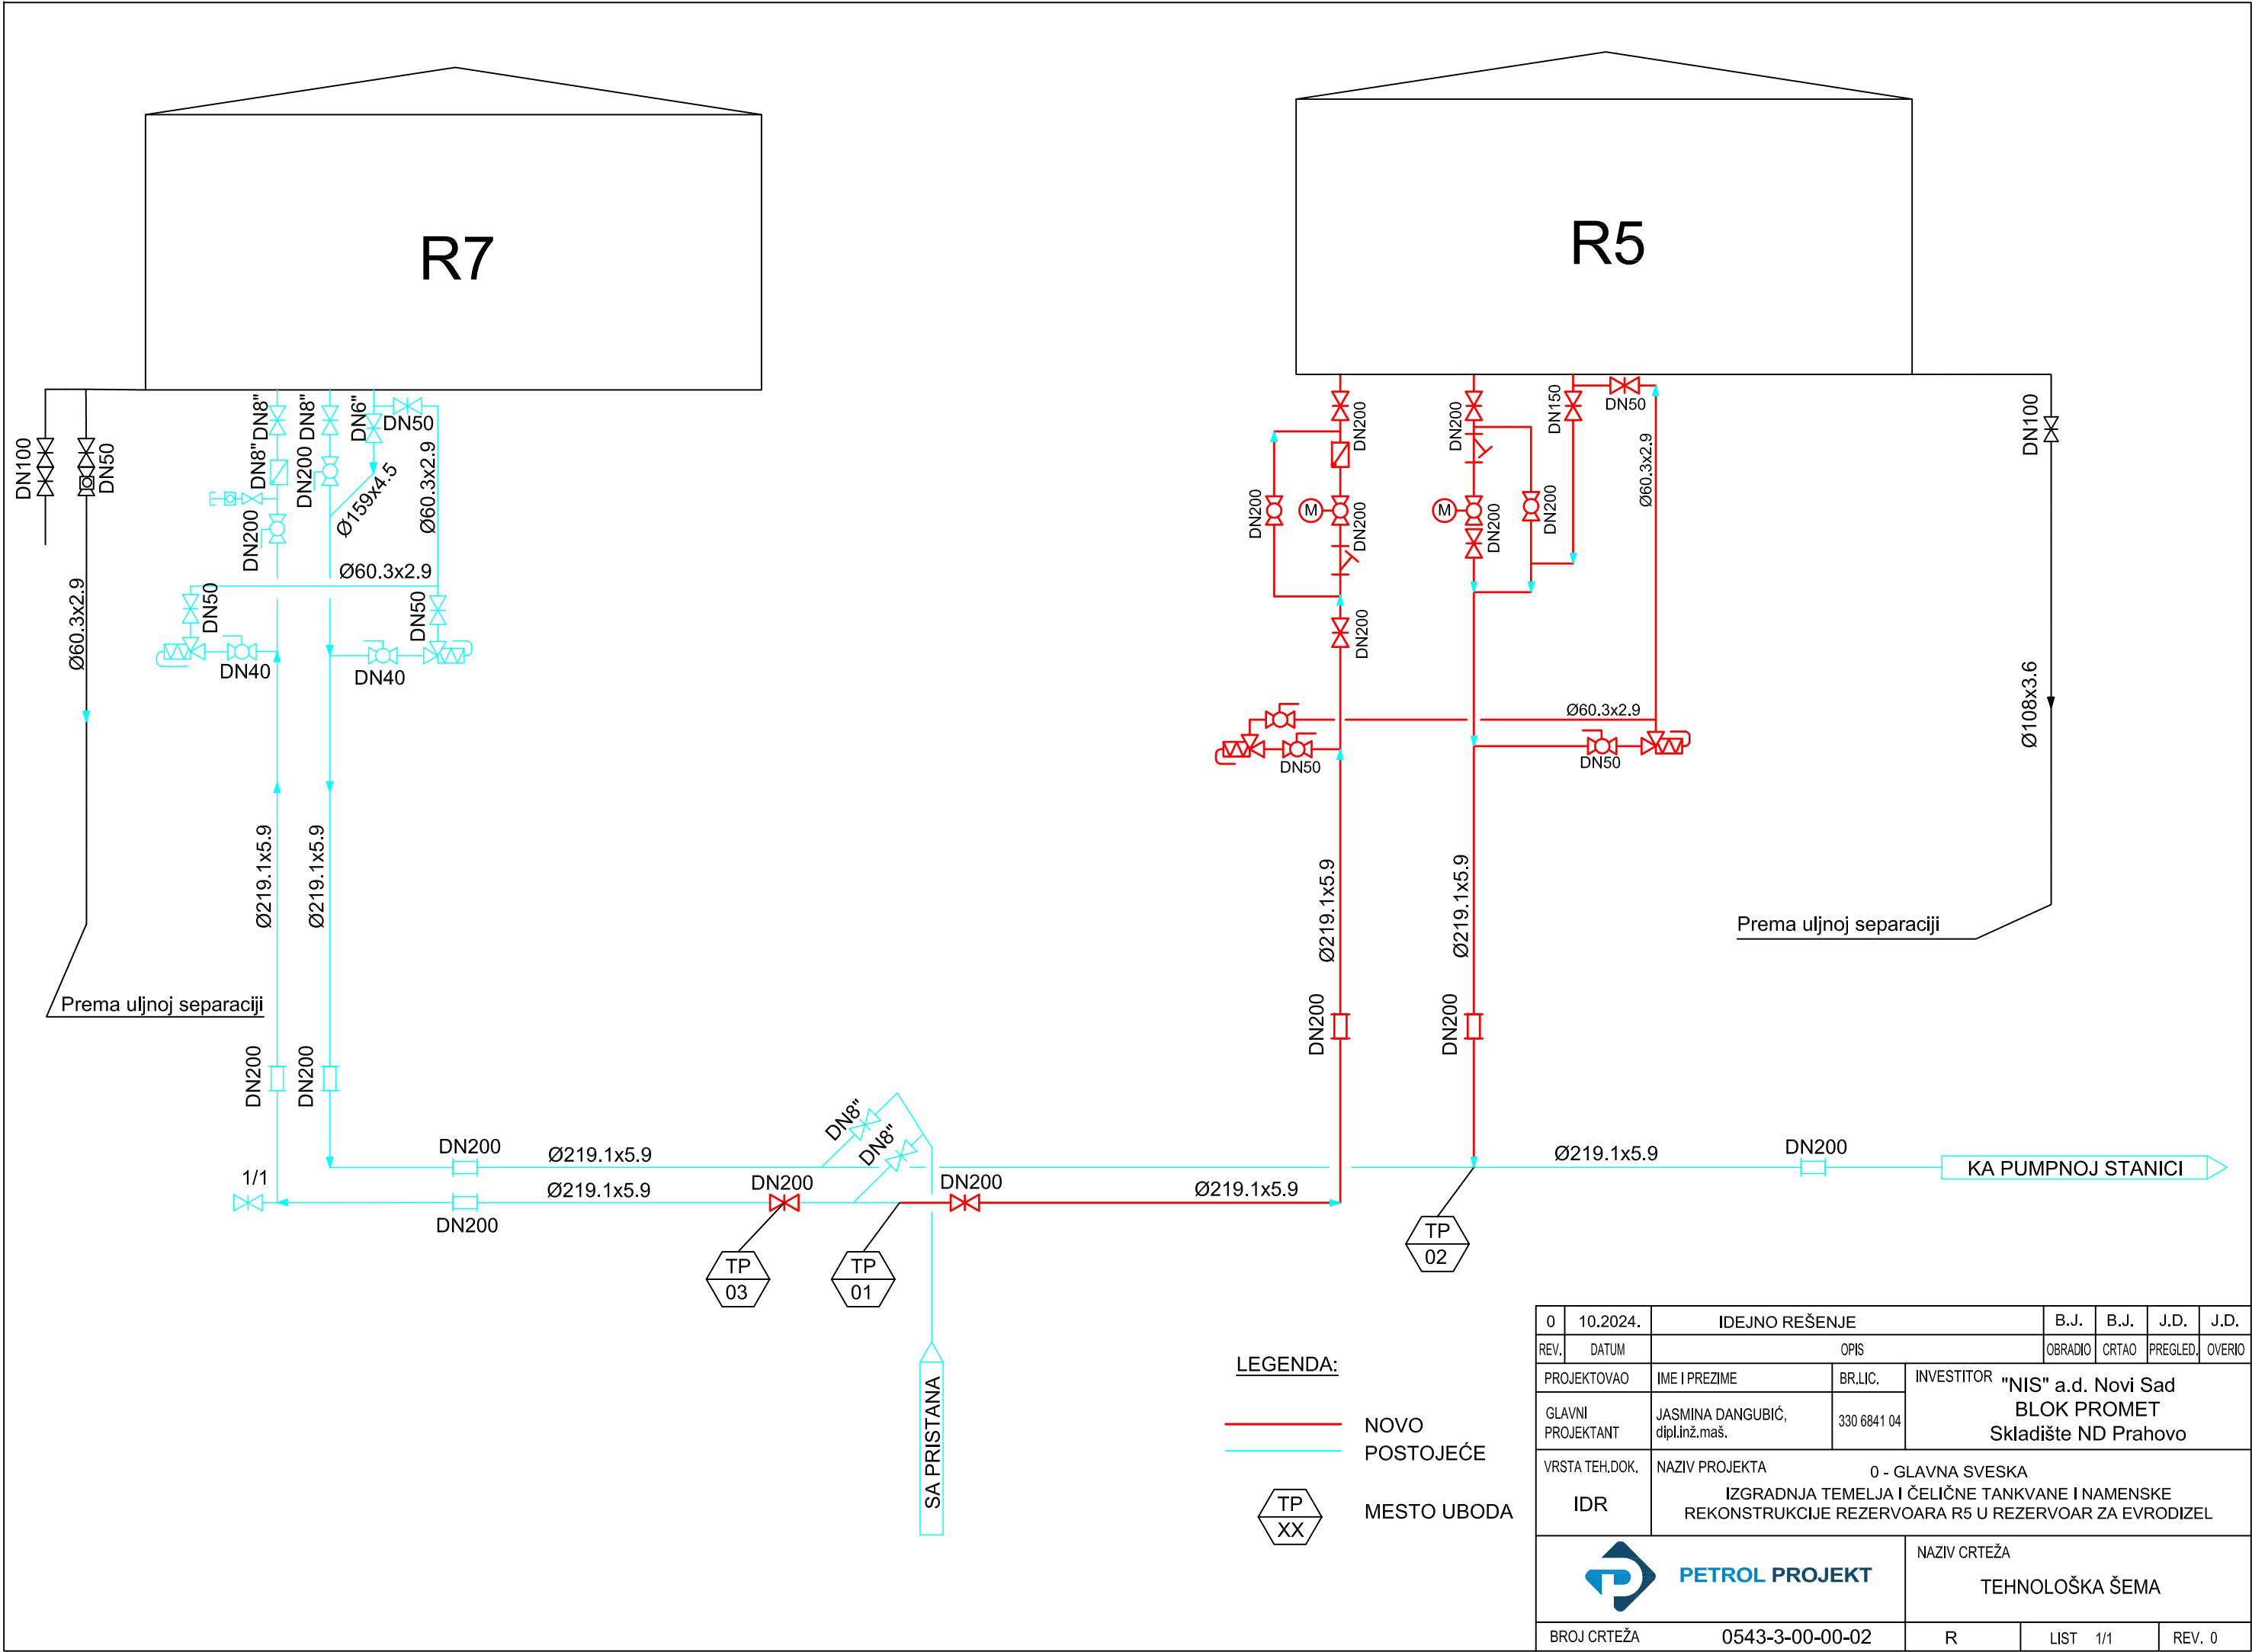 R7
R5
DN100
DN50
DN8"
DN8"
DN6"
DN50
DN8"
DN200
Ø159x4.5
Ø60.3x2.9
DN200
Ø60.3x2.9
DN50
DN50
DN40
DN40
Ø60.3x2.9
Ø219.1x5.9
Ø219.1x5.9
Prema uljnoj separaciji
DN200
DN200
1/1
DN200
Ø219.1x5.9
DN200
Ø219.1x5.9
DN8"
DN8"
DN200
DN200
Ø219.1x5.9
TP
03
TP
01
SA PRISTANA
DN200
DN200
DN150
DN50
Ø60.3x2.9
DN200
M
DN200
M
DN200
DN200
DN200
Ø60.3x2.9
DN50
DN50
DN100
Ø108x3.6
Prema uljnoj separaciji
Ø219.1x5.9
Ø219.1x5.9
DN200
DN200
Ø219.1x5.9
DN200
KA PUMPNOJ STANICI
TP
02
LEGENDA:
NOVO
POSTOJEĆE
TP
XX
MESTO UBODA
0 10.2024. IDEJNO REŠENJE B.J. B.J. J.D. J.D.
REV. DATUM OPIS OBRADIO CRTAO PREGLED. OVERIO
PROJEKTOVAO IME I PREZIME BR.LIC. INVESTITOR
"NIS" a.d. Novi Sad
BLOK PROMET
Skladište ND Prahovo
GLAVNI
PROJEKTANT
JASMINA DANGUBIĆ,
dipl.inž.maš.
330 6841 04
VRSTA TEH.DOK.
IDR
NAZIV PROJEKTA
0 - GLAVNA SVESKA
IZGRADNJA TEMELJA I ČELIČNE TANKVANE I NAMENSKE
REKONSTRUKCIJE REZERVOARA R5 U REZERVOAR ZA EVRODIZEL
PETROL PROJEKT
NAZIV CRTEŽA
TEHNOLOŠKA ŠEMA
BROJ CRTEŽA 0543-3-00-00-02 R LIST 1/1 REV. 0